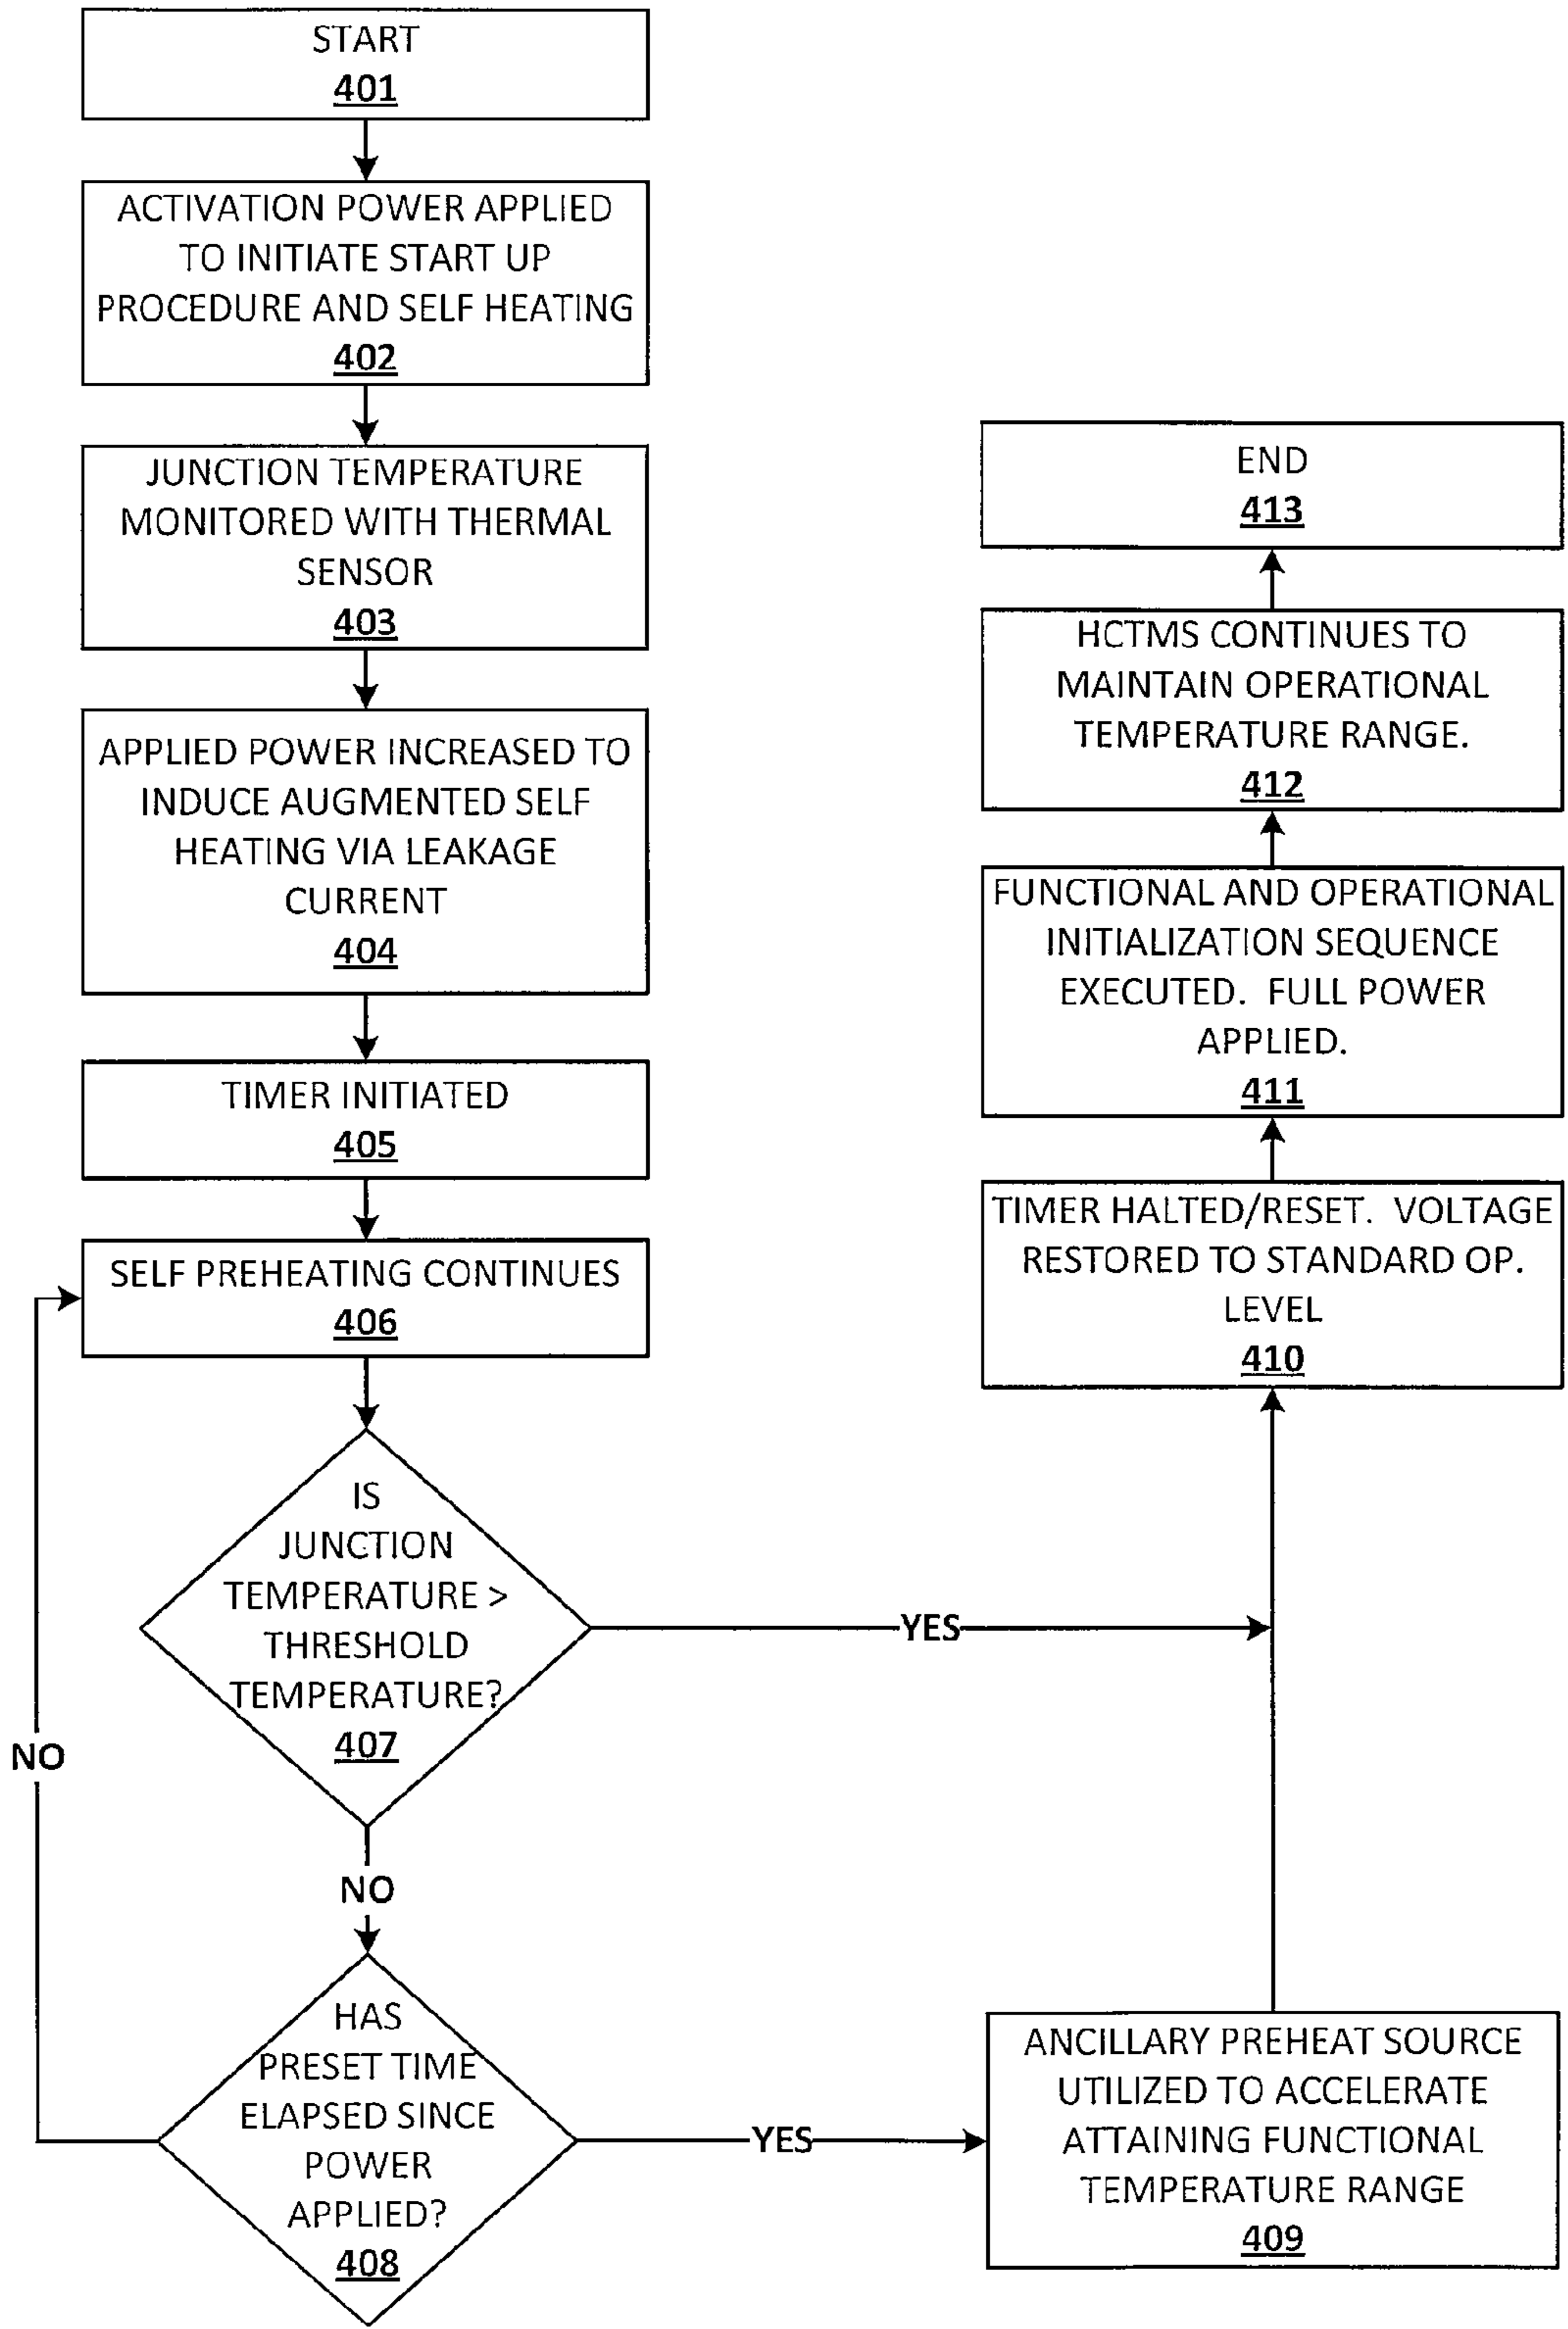 START
401
ACTIVATION POWER APPLIED
TO INITIATE START UP
PROCEDURE AND SELF HEATING
402
JUNCTION TEMPERATURE
MONITORED WITH THERMAL
SENSOR
403
APPLIED POWER INCREASED TO
INDUCE AUGMENTED SELF
HEATING VIA LEAKAGE
CURRENT
404
TIMER INITIATED
405
SELF PREHEATING CONTINUES
406
IS
JUNCTION
TEMPERATURE >
THRESHOLD
TEMPERATURE?
407
YES
NO
NO
HAS
PRESET TIME
ELAPSED SINCE
POWER
APPLIED?
408
YES
ANCILLARY PREHEAT SOURCE
UTILIZED TO ACCELERATE
ATTAINING FUNCTIONAL
TEMPERATURE RANGE
409
TIMER HALTED/RESET. VOLTAGE
RESTORED TO STANDARD OP.
LEVEL
410
FUNCTIONAL AND OPERATIONAL
INITIALIZATION SEQUENCE
EXECUTED. FULL POWER
APPLIED.
411
HCTMS CONTINUES TO
MAINTAIN OPERATIONAL
TEMPERATURE RANGE.
412
END
413